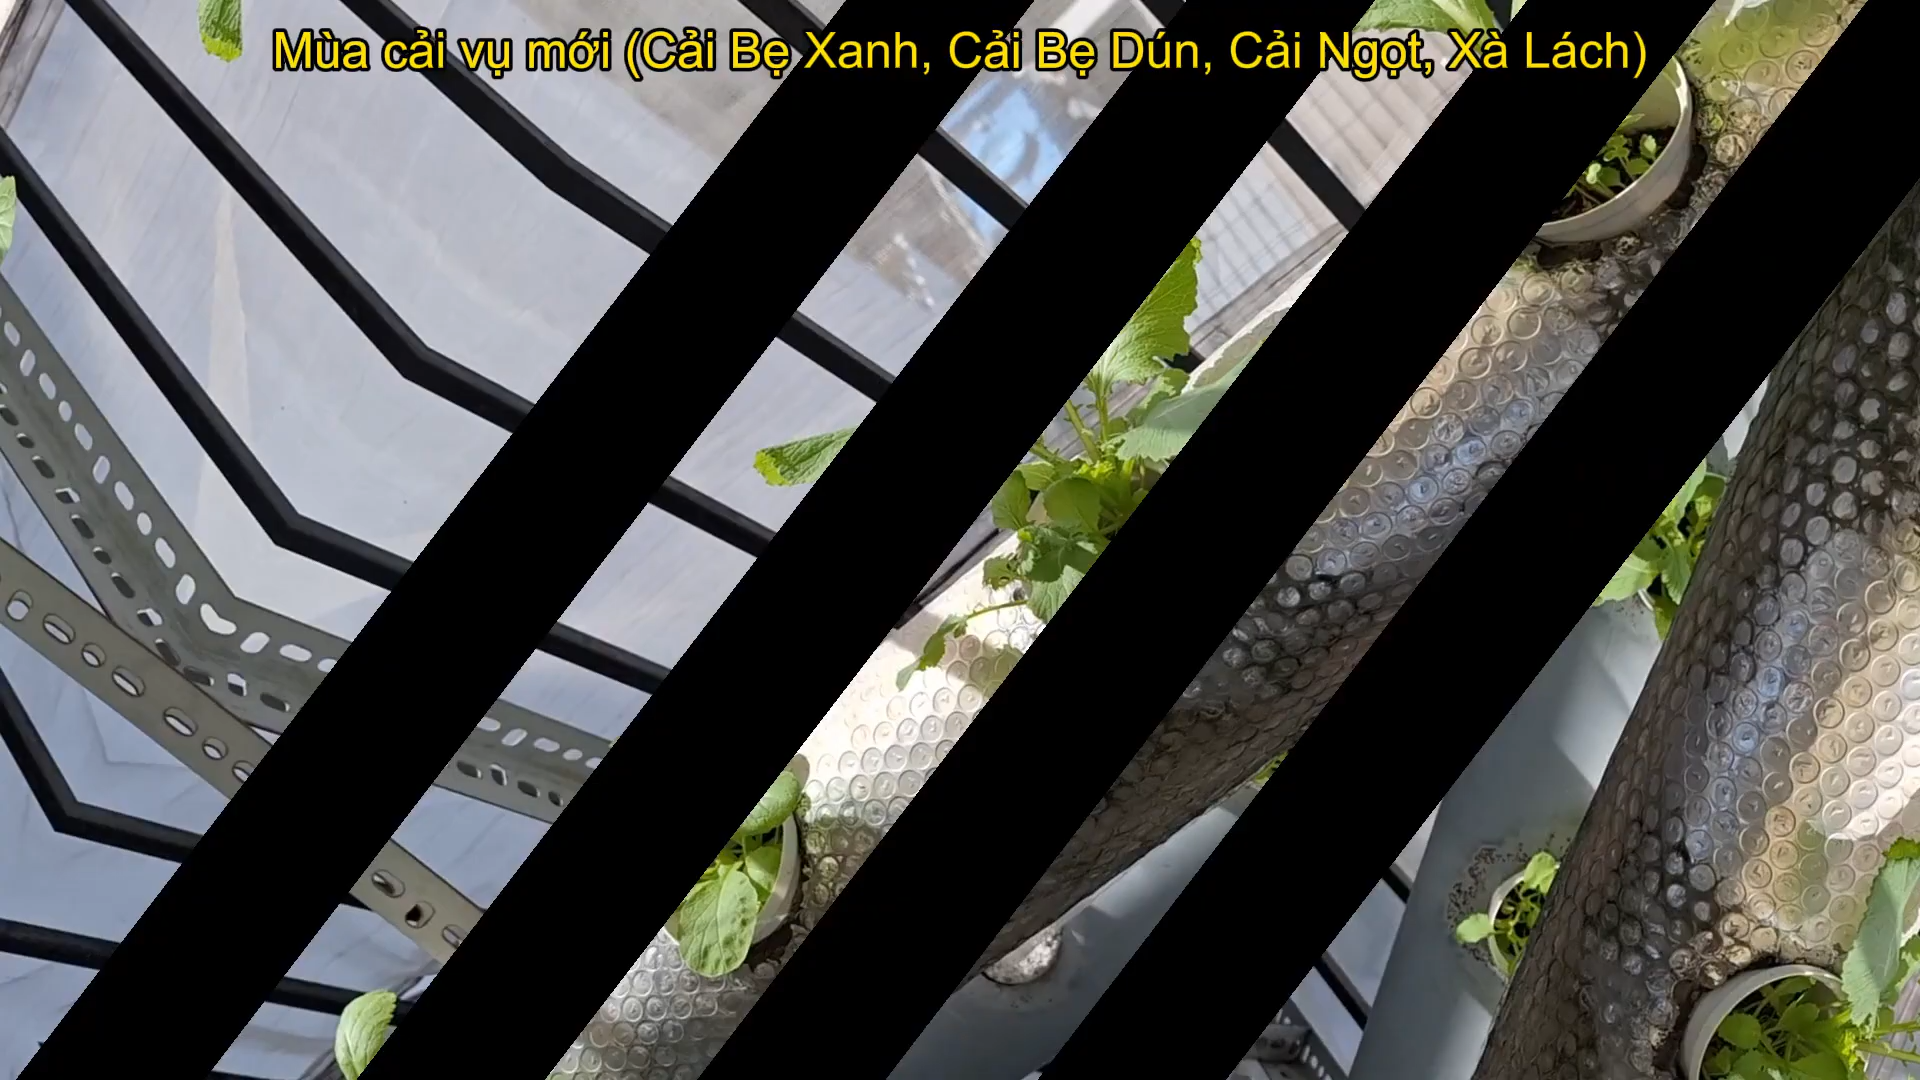 Mùa cải vụ mới (Cải Bẹ Xanh, Cải Bẹ Dún, Cải Ngọt, Xà Lách)